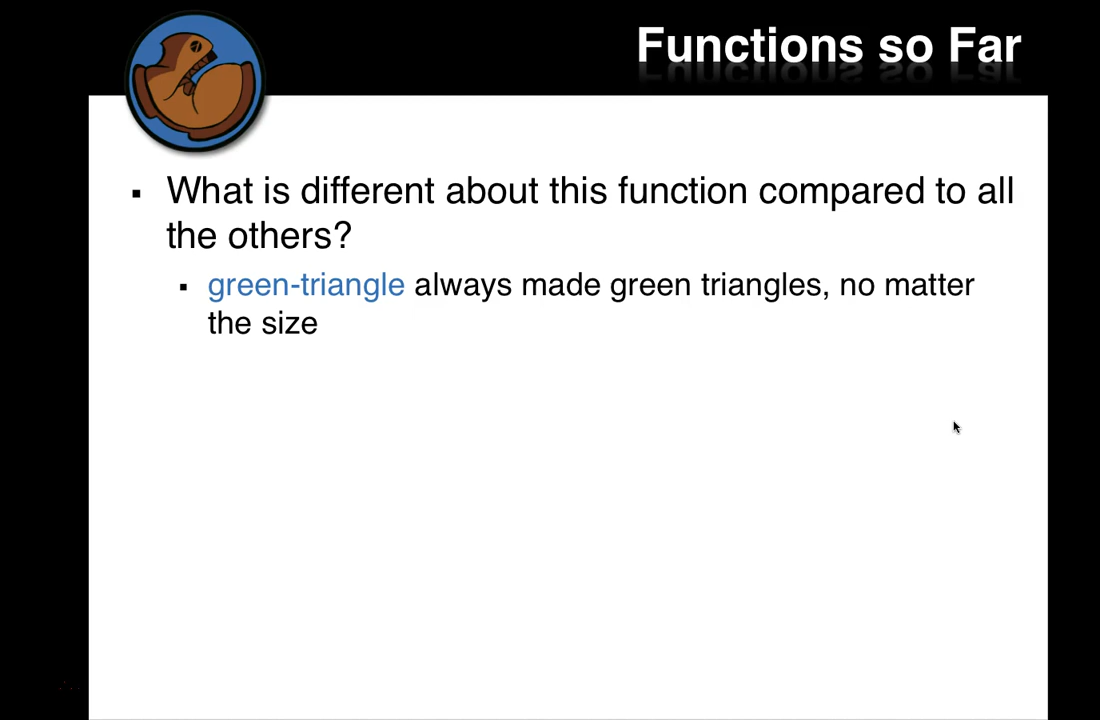 Functions so Far
▪ What is different about this function compared to all
the others?
▪ green-triangle always made green triangles, no matter
the size